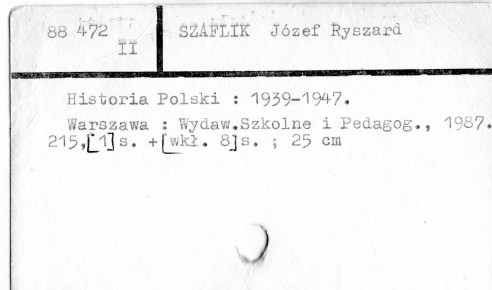 88 472 SZAFLIK Józef Ryszard
II
Historia Polski : 1939-1947.
Warszawa : Wydaw.Szkolne i Pedagog., 1987.
215,[1]s. +[wkł. 8]s. ; 25 cm